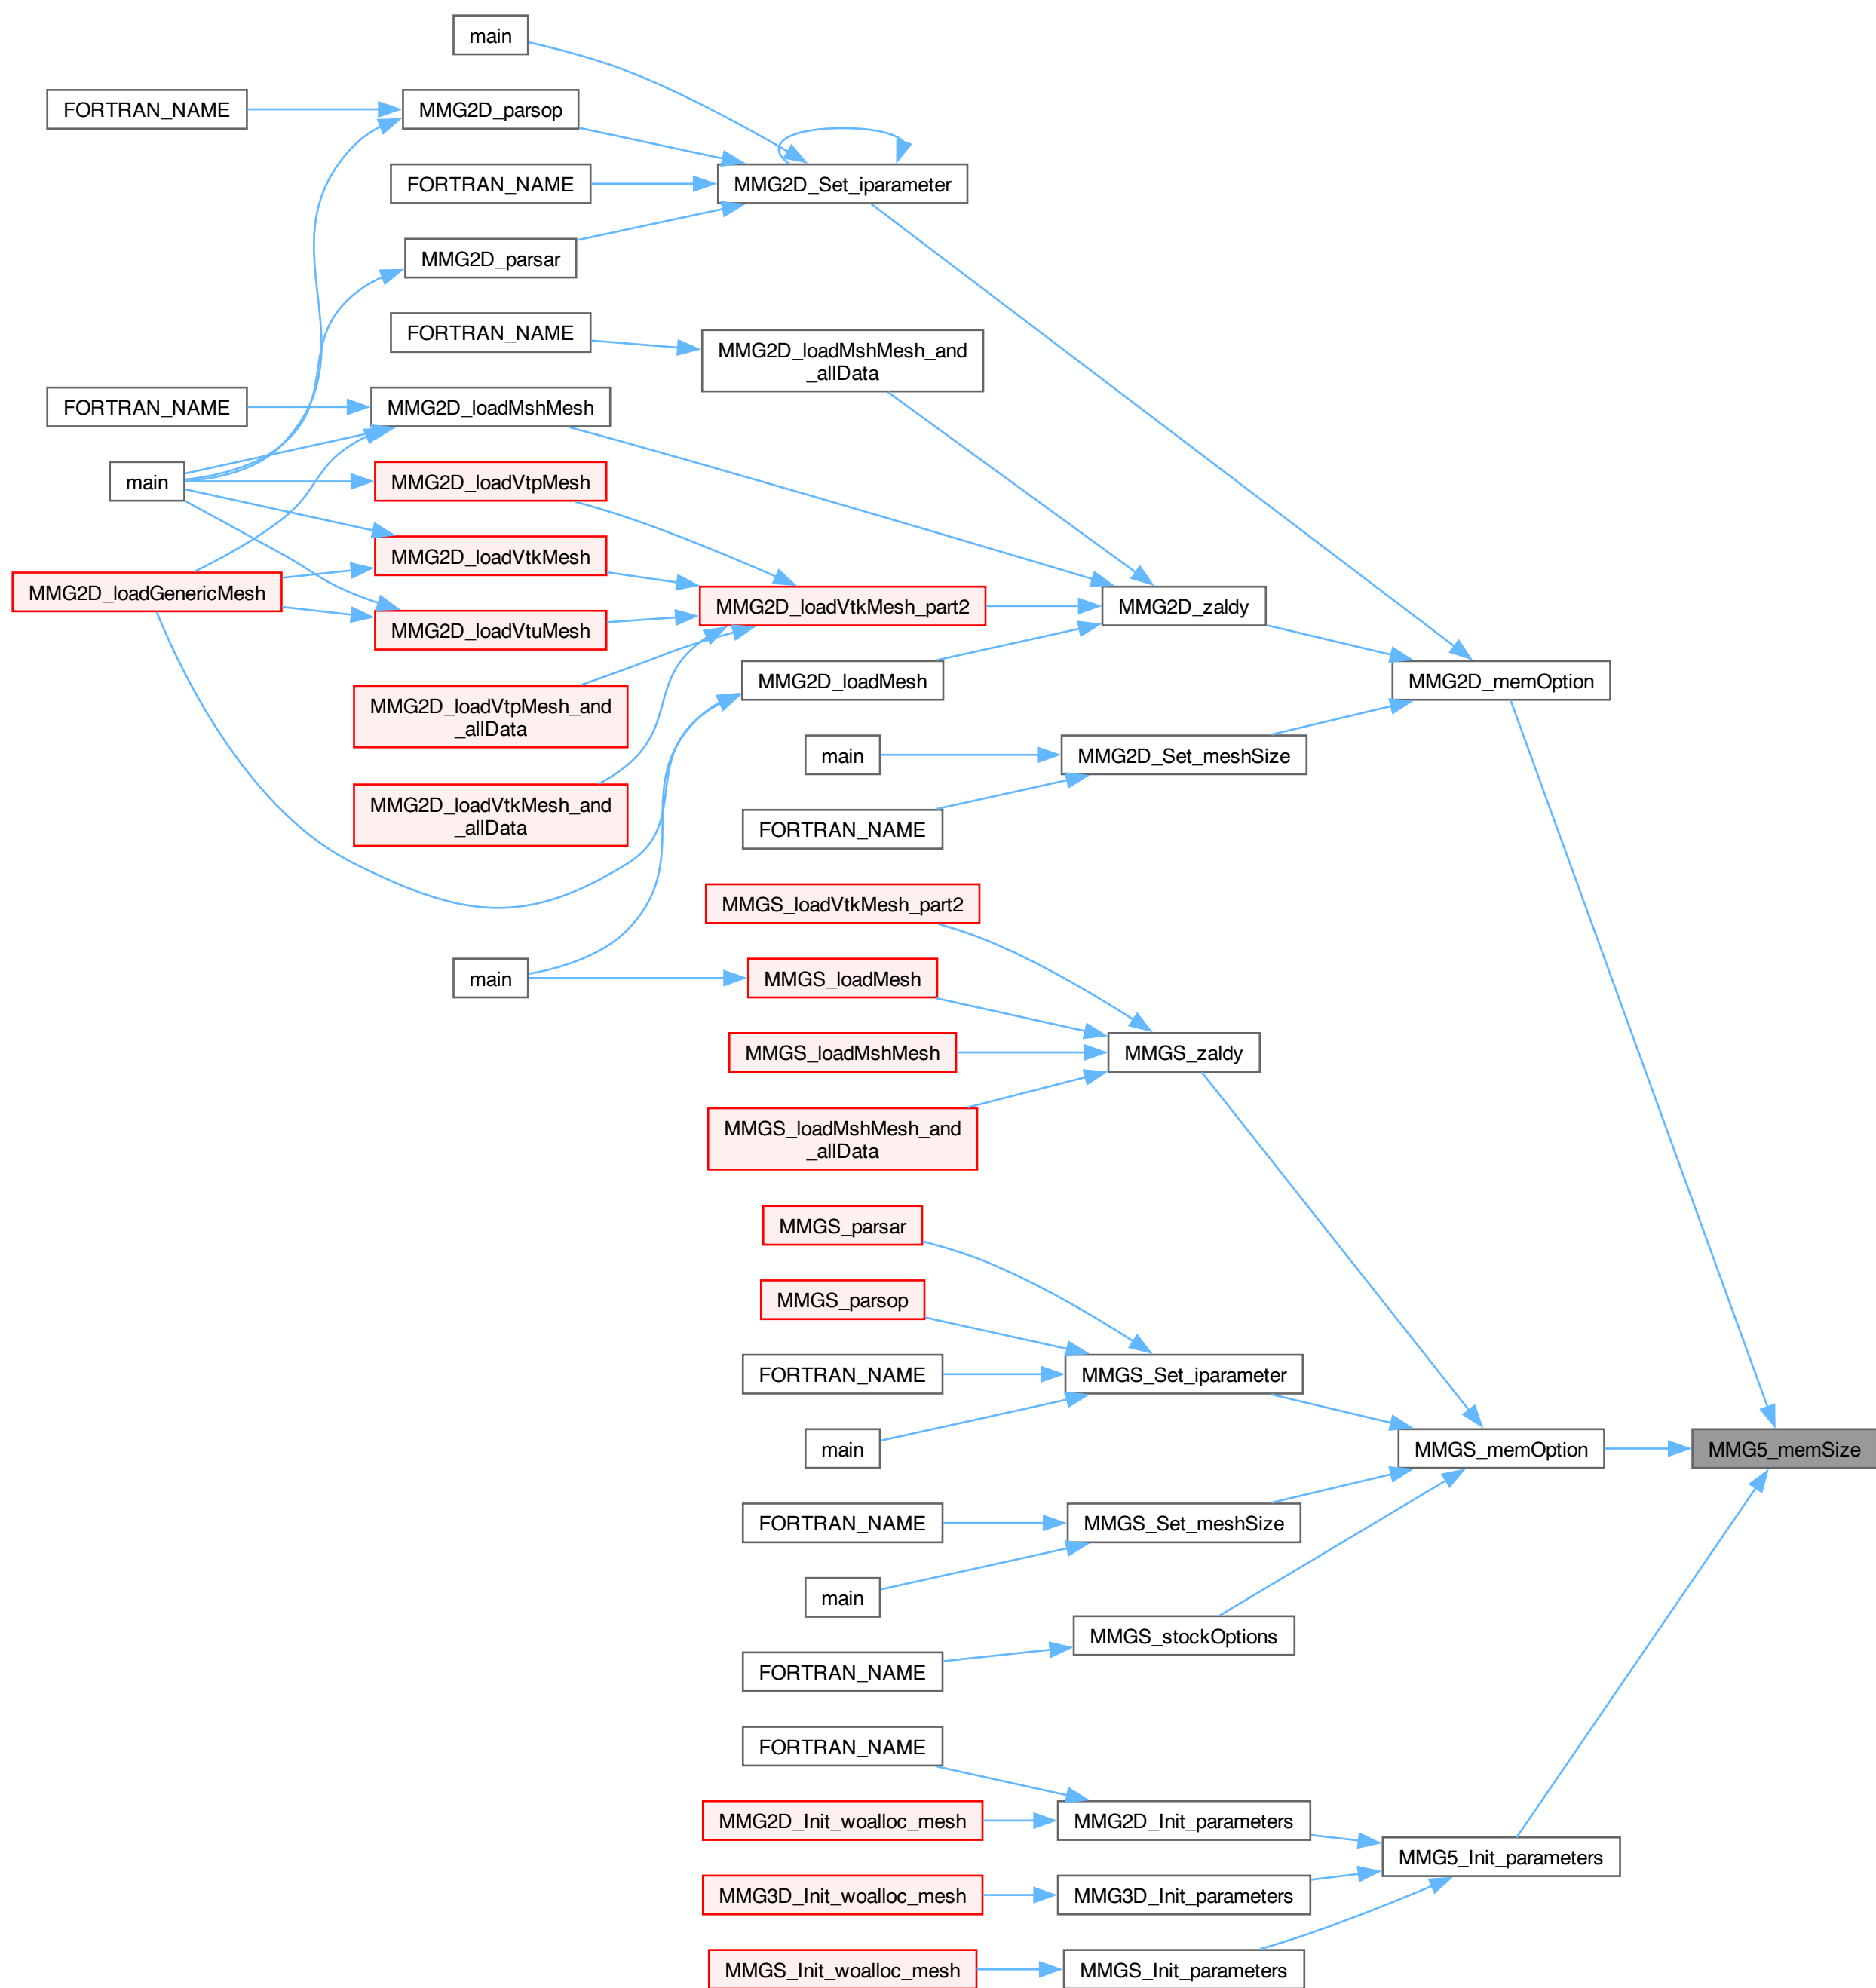 main
FORTRAN_NAME
MMG2D_parsop
FORTRAN_NAME
MMG2D_Set_iparameter
MMG2D_parsar
FORTRAN_NAME
MMG2D_loadMshMesh_and
_allData
FORTRAN_NAME
MMG2D_loadMshMesh
main
MMG2D_loadVtpMesh
MMG2D_loadVtkMesh
MMG2D_loadGenericMesh
MMG2D_loadVtuMesh
MMG2D_loadVtkMesh_part2
MMG2D_zaldy
MMG2D_loadMesh
MMG2D_memOption
MMG2D_loadVtpMesh_and
_allData
main
MMG2D_Set_meshSize
MMG2D_loadVtkMesh_and
_allData
FORTRAN_NAME
MMGS_loadVtkMesh_part2
main
MMGS_loadMesh
MMGS_loadMshMesh
MMGS_zaldy
MMGS_loadMshMesh_and
_allData
MMGS_parsar
MMGS_parsop
FORTRAN_NAME
MMGS_Set_iparameter
main
MMGS_memOption
MMG5_memSize
FORTRAN_NAME
MMGS_Set_meshSize
main
MMGS_stockOptions
FORTRAN_NAME
FORTRAN_NAME
MMG2D_Init_woalloc_mesh
MMG2D_Init_parameters
MMG5_Init_parameters
MMG3D_Init_woalloc_mesh
MMG3D_Init_parameters
MMGS_Init_woalloc_mesh
MMGS_Init_parameters